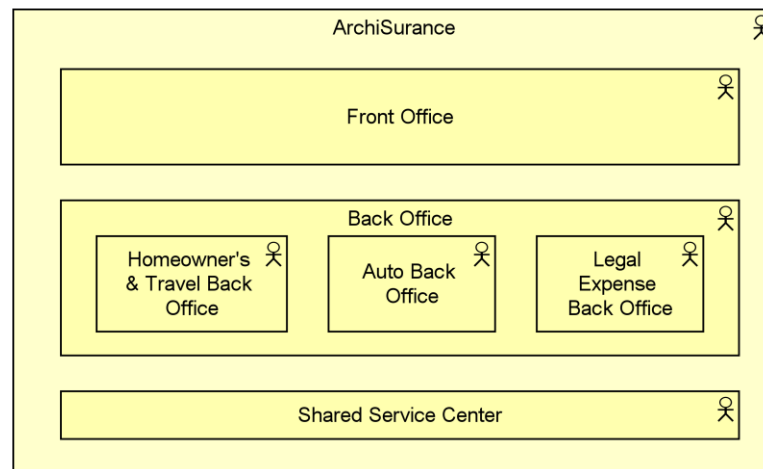 ArchiSurance
Front Office
Back Office
Homeowner's
& Travel Back
Office
Auto Back
Office
Legal
Expense
Back Office
Shared Service Center